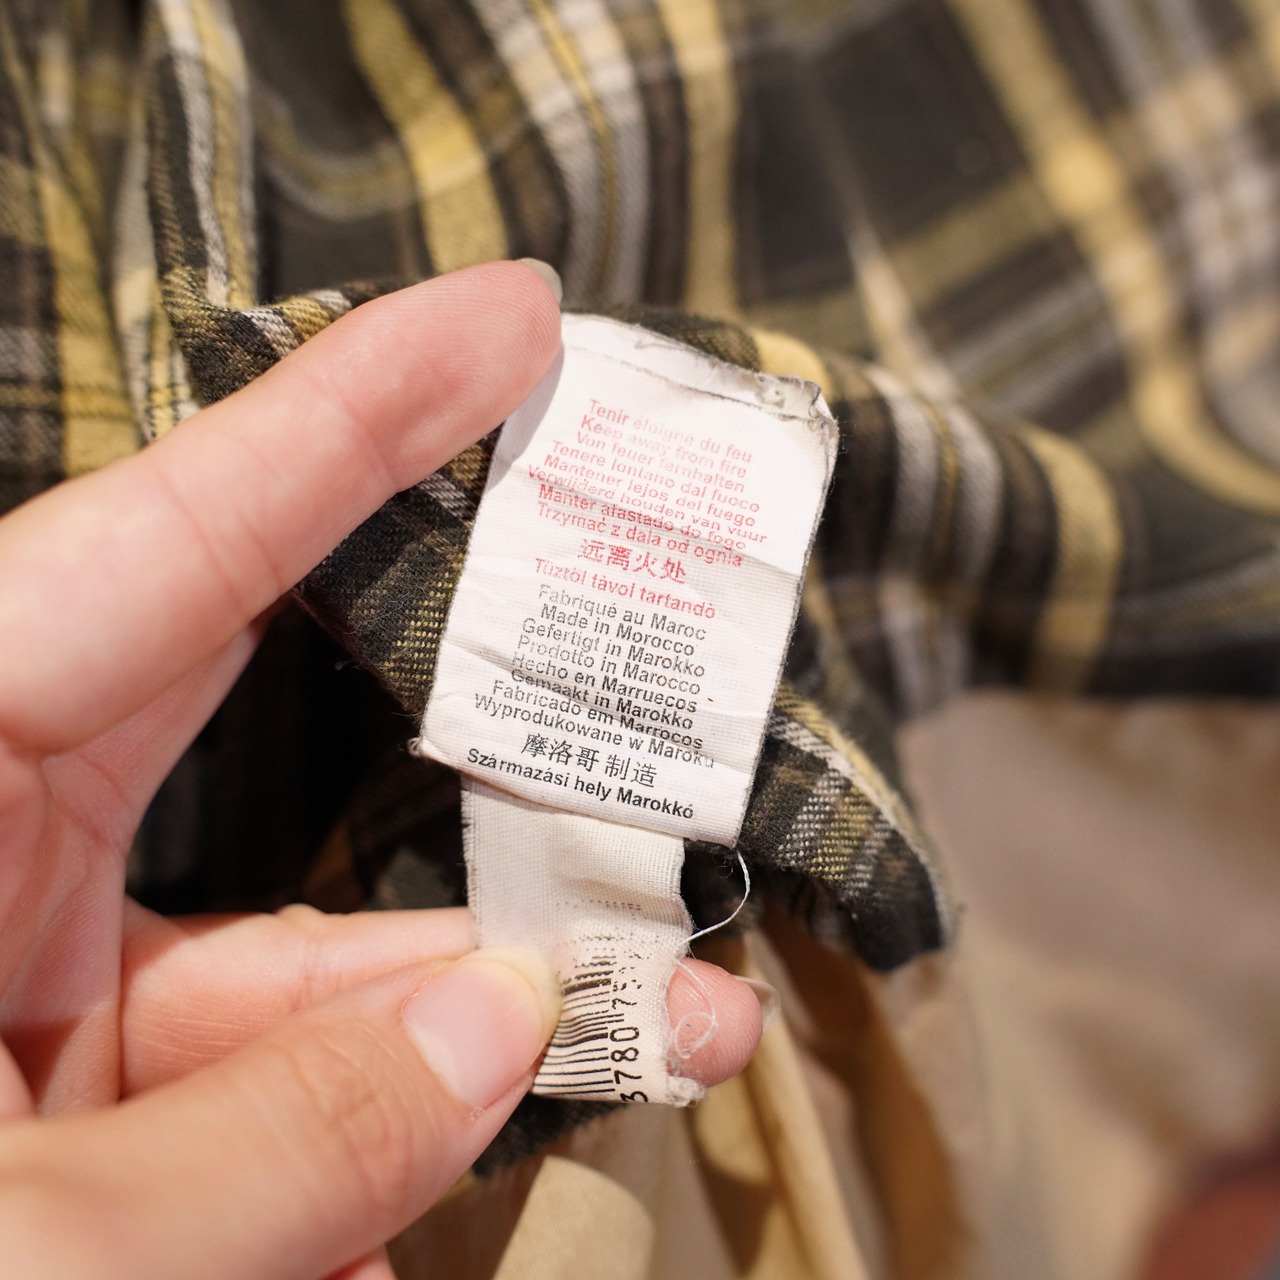 Tenir éloigné du feu
Keep away from fire
Von feuer fernhalten
Tenere lontano dal fuoco
Mantener lejos del fuego
Verwijderd houden van vuur
Manter afastado do fogo
Trzymać z dala od ognia
远离火处
Tüztöl távol tartandò
Fabriqué au Maroc
Made in Morocco
Gefertigt in Marokko
Prodotto in Marocco
Hecho en Marruecos -
Gemaakt in Marokko
Fabricado em Marrocos
Wyprodukowane w Maroku
摩洛哥 制造
Származási hely Marokkó
3780